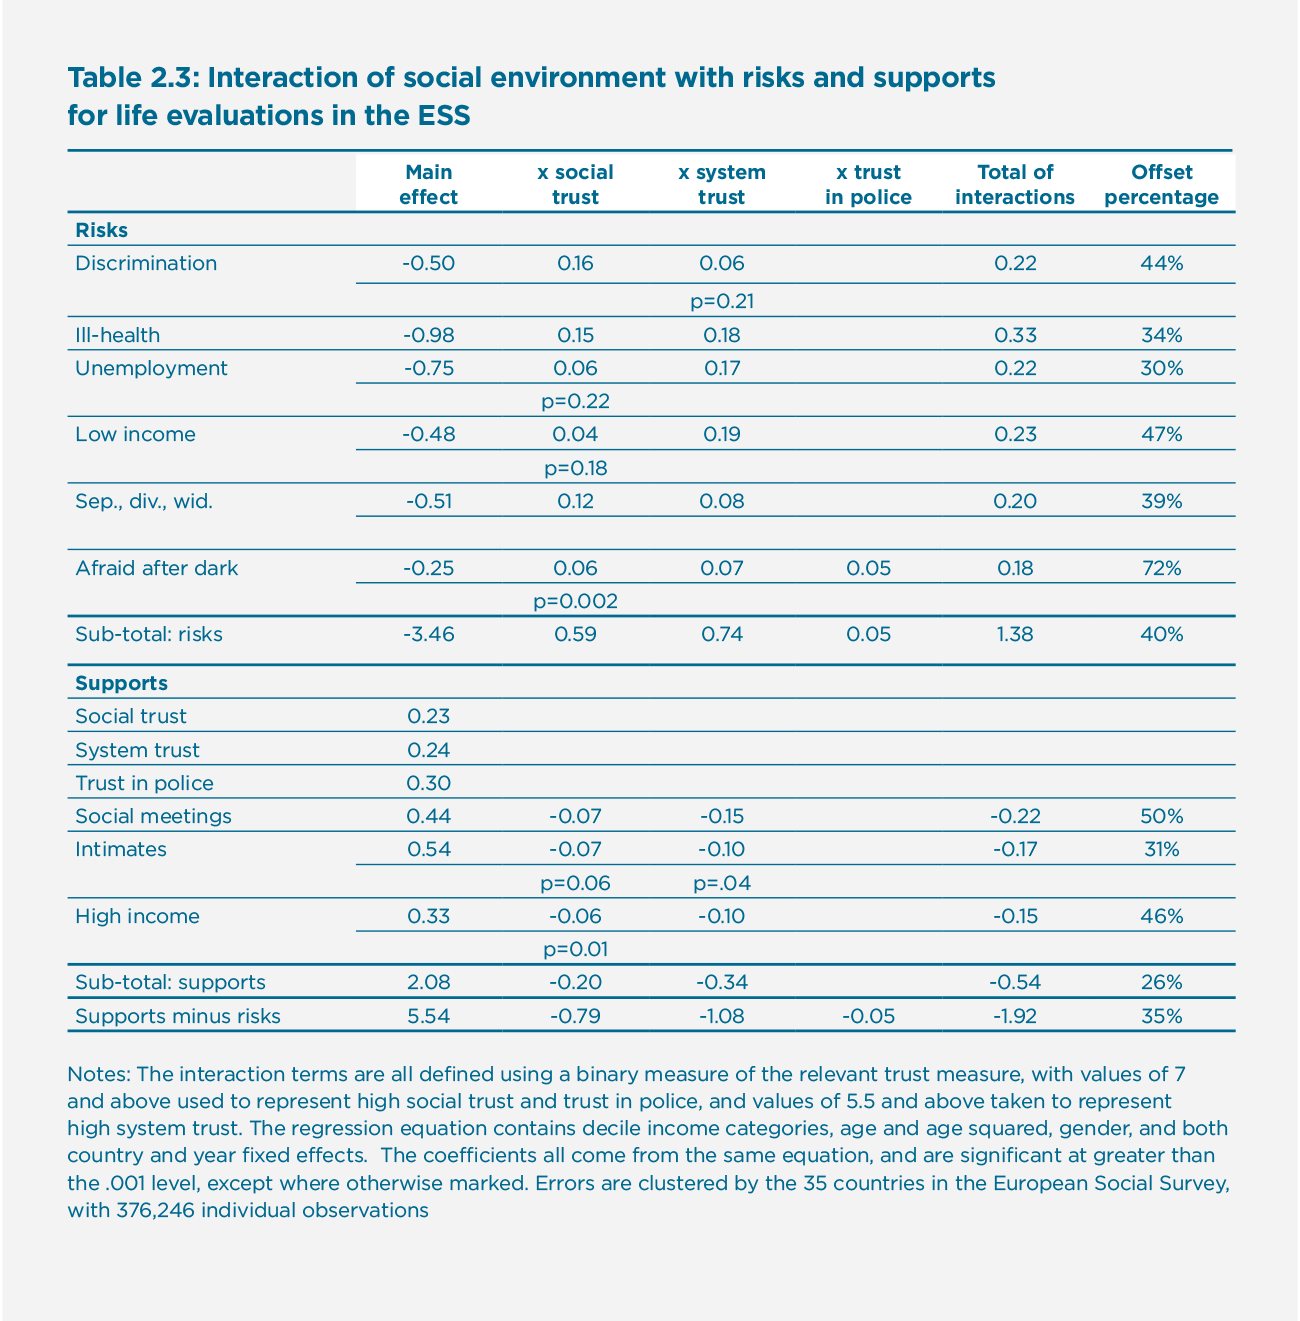 Table 2.3: Interaction of social environment with risks and supports
for life evaluations in the ESS
Main effect x social trust x system trust x trust in police Total of interactions Offset percentage
Risks
Discrimination -0.50 0.16 0.06 0.22 44%
p=0.21
Ill-health -0.98 0.15 0.18 0.33 34%
Unemployment -0.75 0.06 0.17 0.22 30%
p=0.22
Low income -0.48 0.04 0.19 0.23 47%
p=0.18
Sep., div., wid. -0.51 0.12 0.08 0.20 39%
Afraid after dark -0.25 0.06 0.07 0.05 0.18 72%
p=0.002
Sub-total: risks -3.46 0.59 0.74 0.05 1.38 40%
Supports
Social trust 0.23
System trust 0.24
Trust in police 0.30
Social meetings 0.44 -0.07 -0.15 -0.22 50%
Intimates 0.54 -0.07 -0.10 -0.17 31%
p=0.06 p=.04
High income 0.33 -0.06 -0.10 -0.15 46%
p=0.01
Sub-total: supports 2.08 -0.20 -0.34 -0.54 26%
Supports minus risks 5.54 -0.79 -1.08 -0.05 -1.92 35%
Notes: The interaction terms are all defined using a binary measure of the relevant trust measure, with values of 7
and above used to represent high social trust and trust in police, and values of 5.5 and above taken to represent
high system trust. The regression equation contains decile income categories, age and age squared, gender, and both
country and year fixed effects.  The coefficients all come from the same equation, and are significant at greater than
the .001 level, except where otherwise marked. Errors are clustered by the 35 countries in the European Social Survey,
with 376,246 individual observations